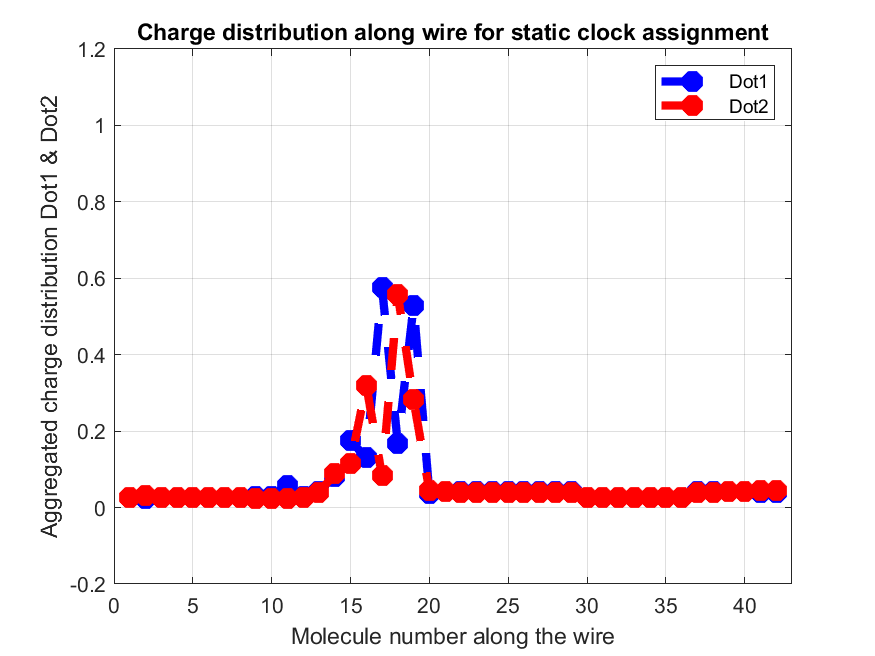 Charge distribution along wire for static clock assignment
Dot1
Dot2
Aggregated charge distribution Dot1 & Dot2
1.2
1
0.8
0.6
0.4
0.2
0
-0.2
0 5 10 15 20 25 30 35 40
Molecule number along the wire